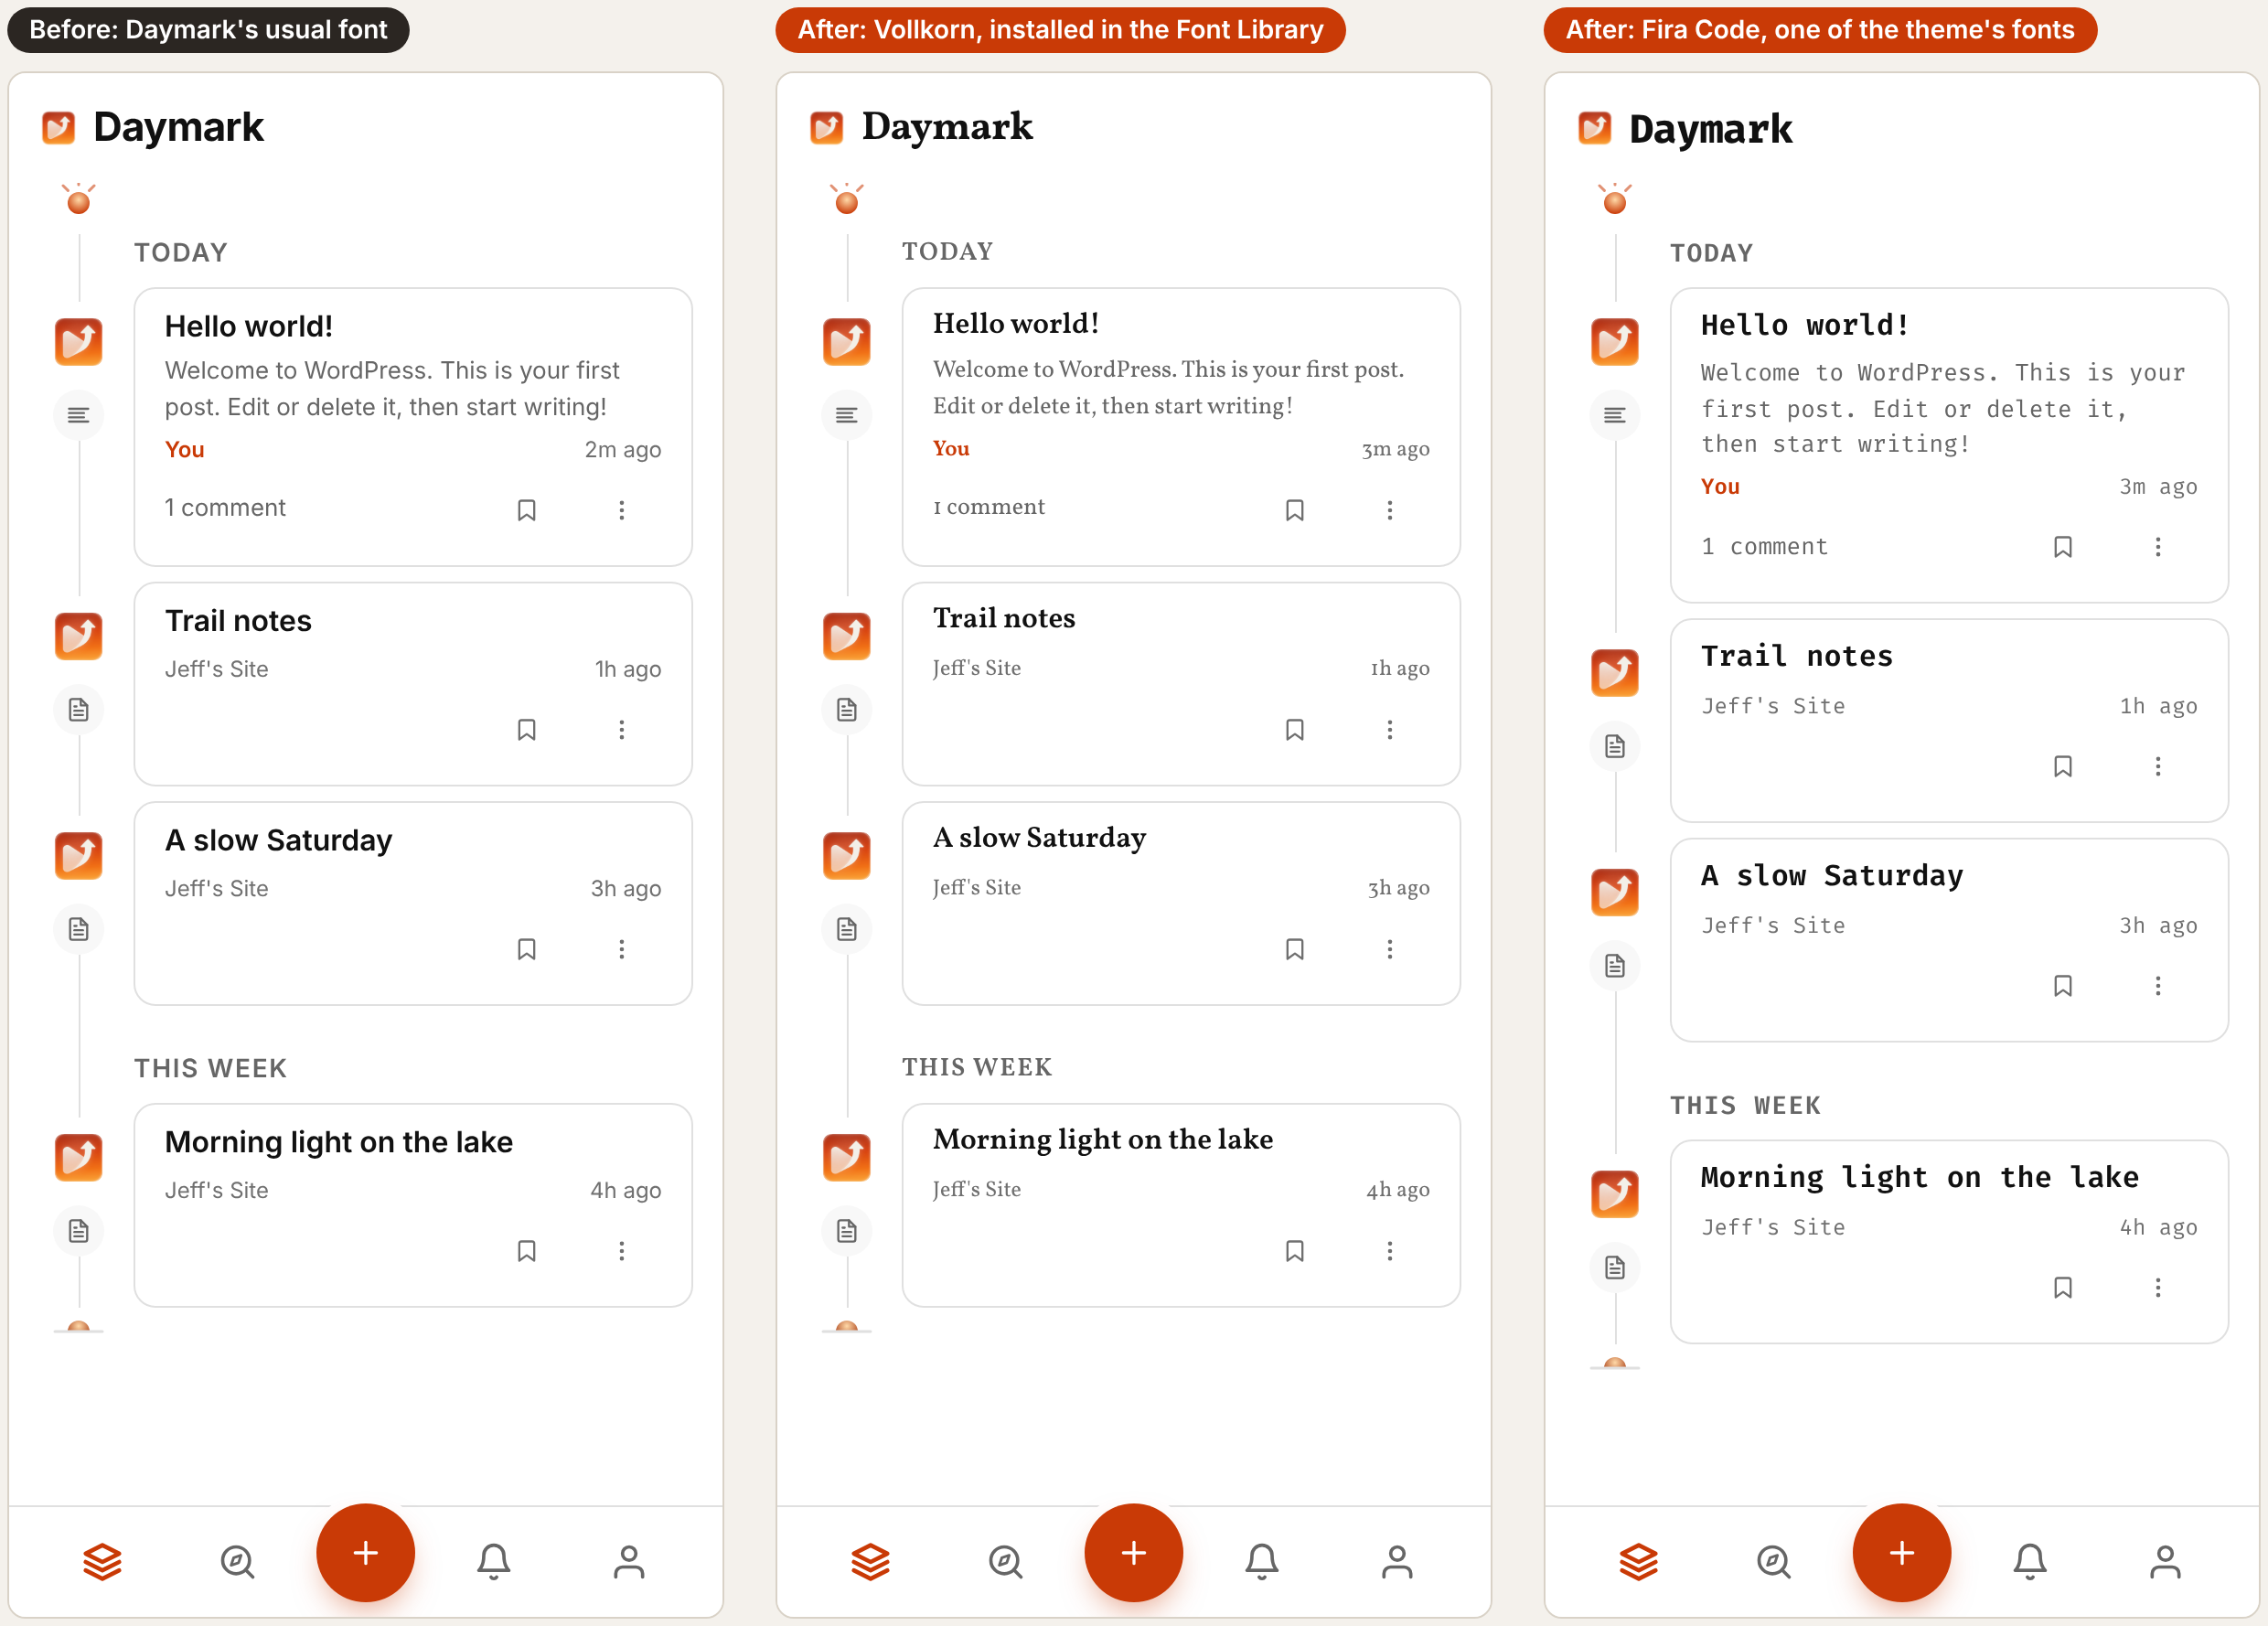 Before: Daymark's usual font
Daymark
TODAY
Hello world!
Welcome to WordPress. This is your first
post. Edit or delete it, then start writing!
You 2m ago
1 comment
Trail notes
Jeff's Site 1h ago
A slow Saturday
Jeff's Site 3h ago
THIS WEEK
Morning light on the lake
Jeff's Site 4h ago
After: Vollkorn, installed in the Font Library
Daymark
TODAY
Hello world!
Welcome to WordPress. This is your first post.
Edit or delete it, then start writing!
You 3m ago
1 comment
Trail notes
Jeff's Site 1h ago
A slow Saturday
Jeff's Site 3h ago
THIS WEEK
Morning light on the lake
Jeff's Site 4h ago
After: Fira Code, one of the theme's fonts
Daymark
TODAY
Hello world!
Welcome to WordPress. This is your
first post. Edit or delete it,
then start writing!
You 3m ago
1 comment
Trail notes
Jeff's Site 1h ago
A slow Saturday
Jeff's Site 3h ago
THIS WEEK
Morning light on the lake
Jeff's Site 4h ago